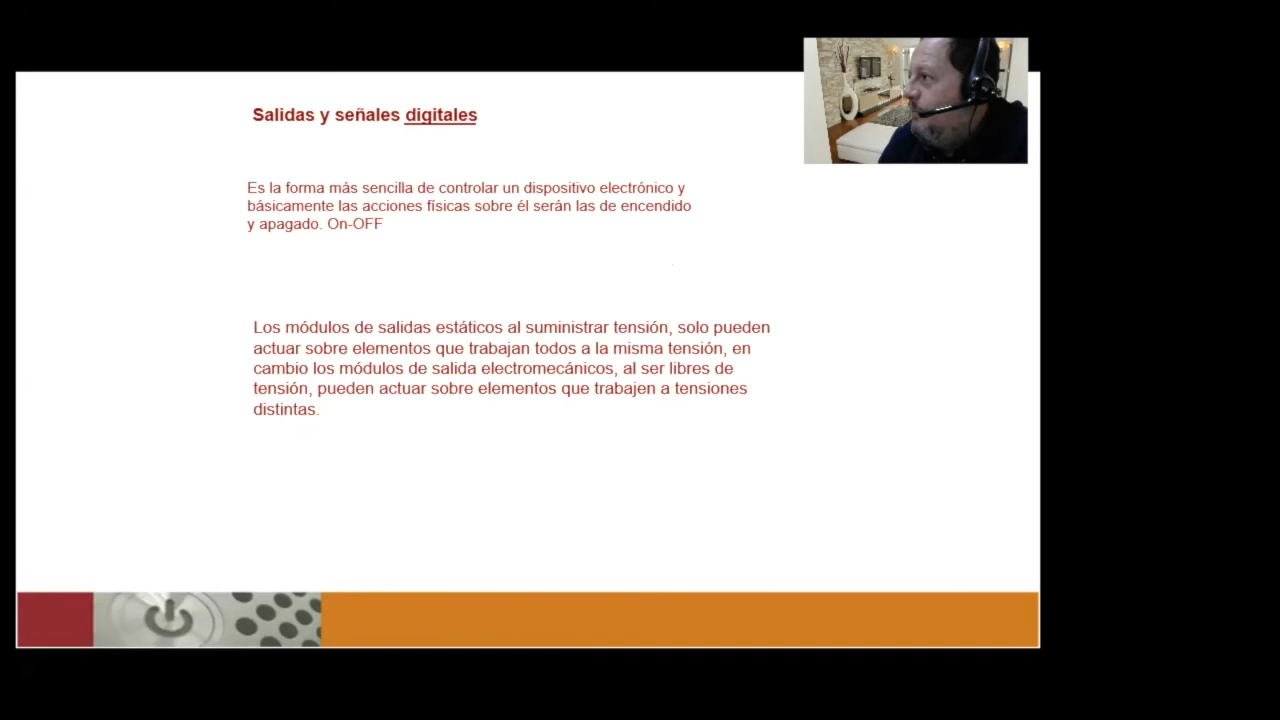 Salidas y señales digitales
Es la forma más sencilla de controlar un dispositivo electrónico y
básicamente las acciones físicas sobre él serán las de encendido
y apagado. On-OFF
Los módulos de salidas estáticos al suministrar tensión, solo pueden
actuar sobre elementos que trabajan todos a la misma tensión, en
cambio los módulos de salida electromecánicos, al ser libres de
tensión, pueden actuar sobre elementos que trabajen a tensiones
distintas.